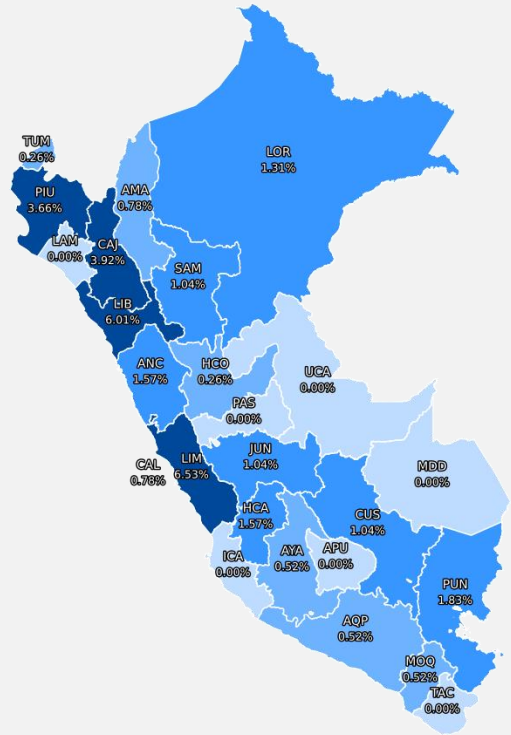 LOR
1.31%
TUM
0.26%
PIU
3.66%
AMA
0.78%
LAM
0.00%
CAJ
3.92%
SAM
1.04%
LIB
6.01%
ANC
1.57%
HCO
0.26%
UCA
0.00%
PAS
0.00%
JUN
1.04%
LIM
6.53%
CAL
0.78%
MDD
0.00%
HCA
1.57%
CUS
1.04%
ICA
0.00%
AYA
0.52%
APU
0.00%
PUN
1.83%
AQP
0.52%
MOQ
0.52%
TAC
0.00%